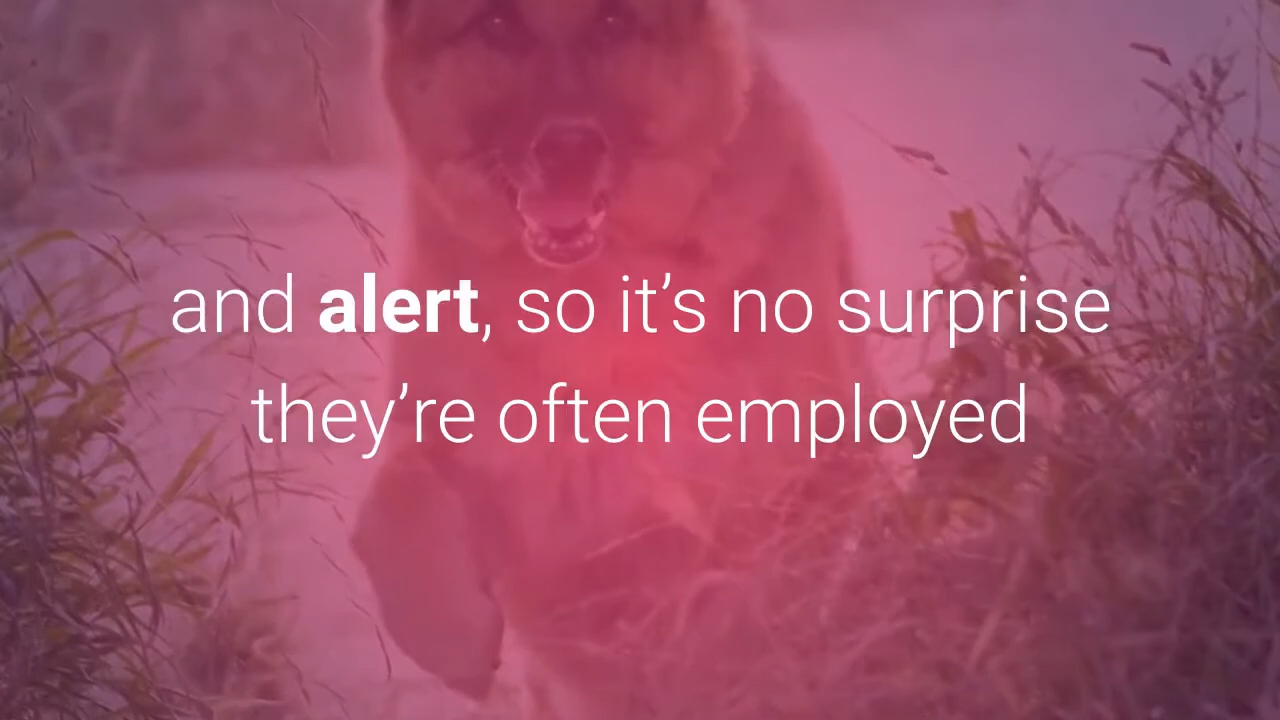 and alert, so it’s no surprise
they’re often employed